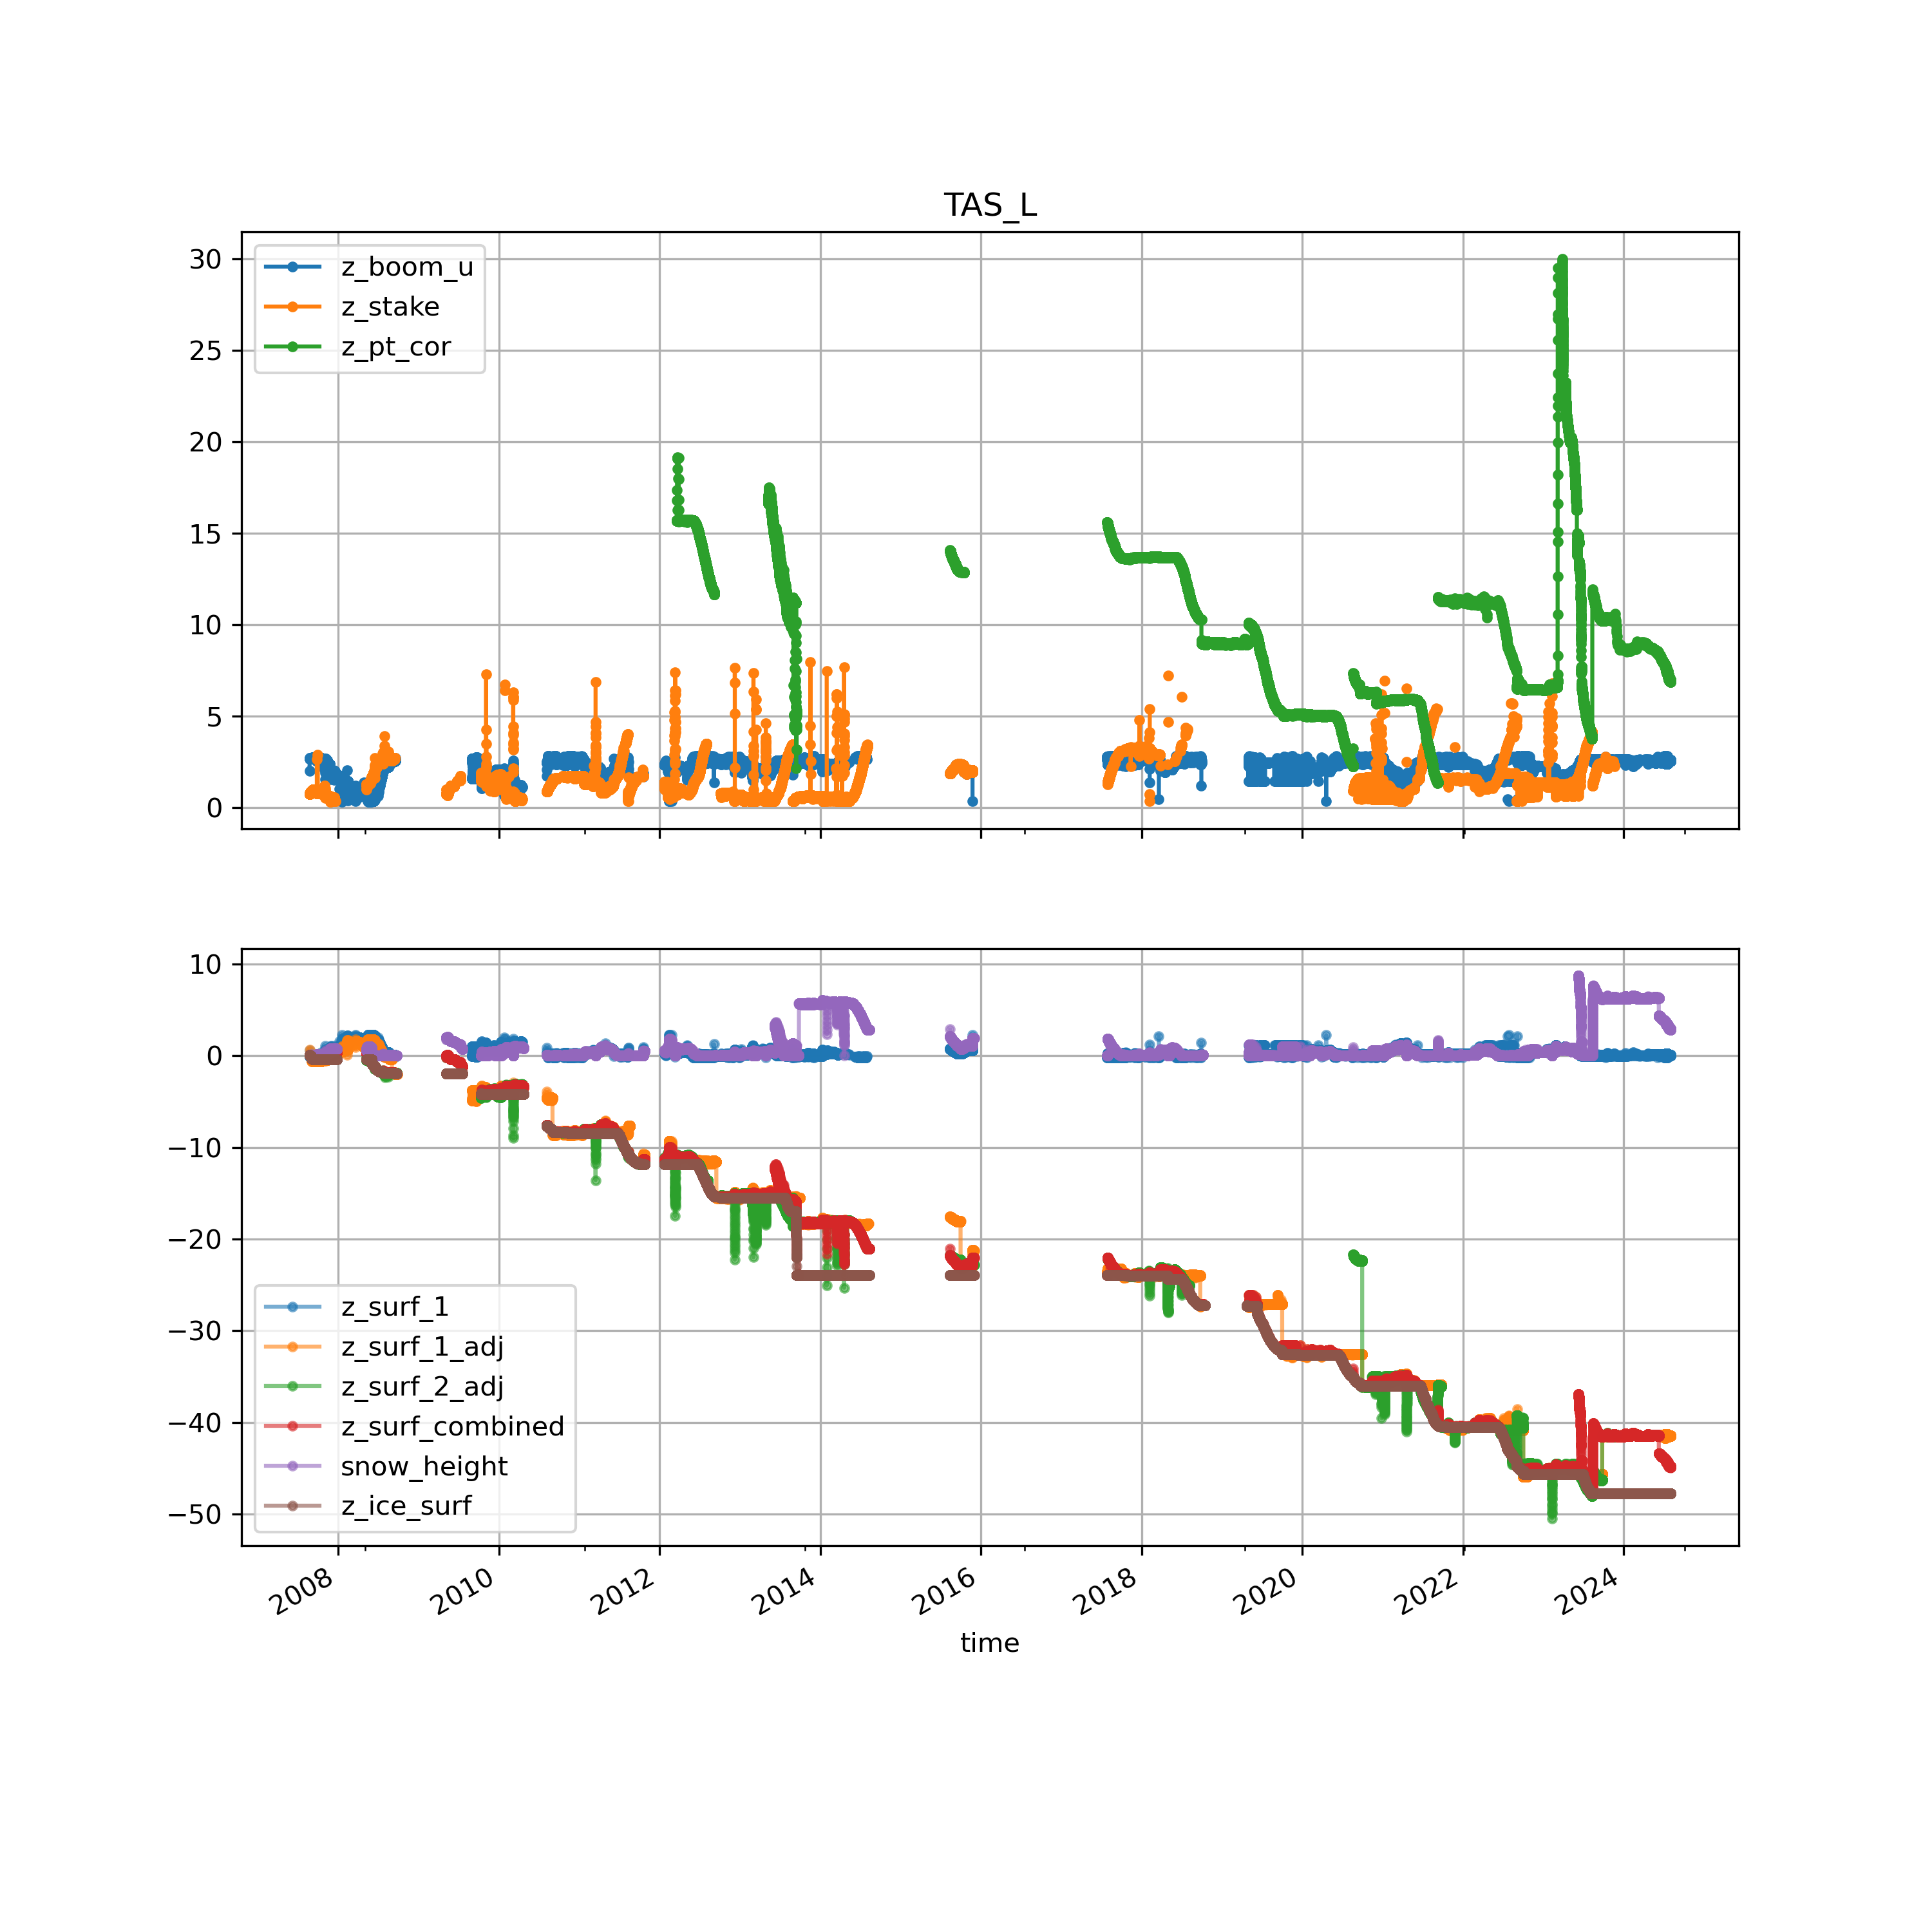 TAS_L
z_boom_u
z_stake
z_pt_cor
30
25
20
15
10
5
0
10
0
−10
−20
−30
−40
−50
z_surf_1
z_surf_1_adj
z_surf_2_adj
z_surf_combined
snow_height
z_ice_surf
2008 2010 2012 2014 2016 2018 2020 2022 2024
time